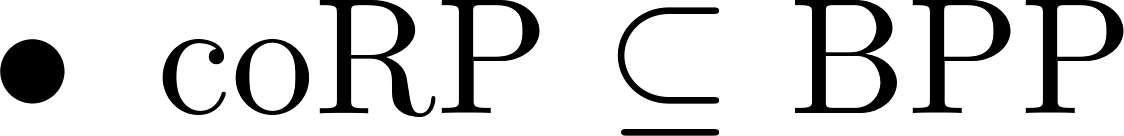 • coRP ⊆ BPP